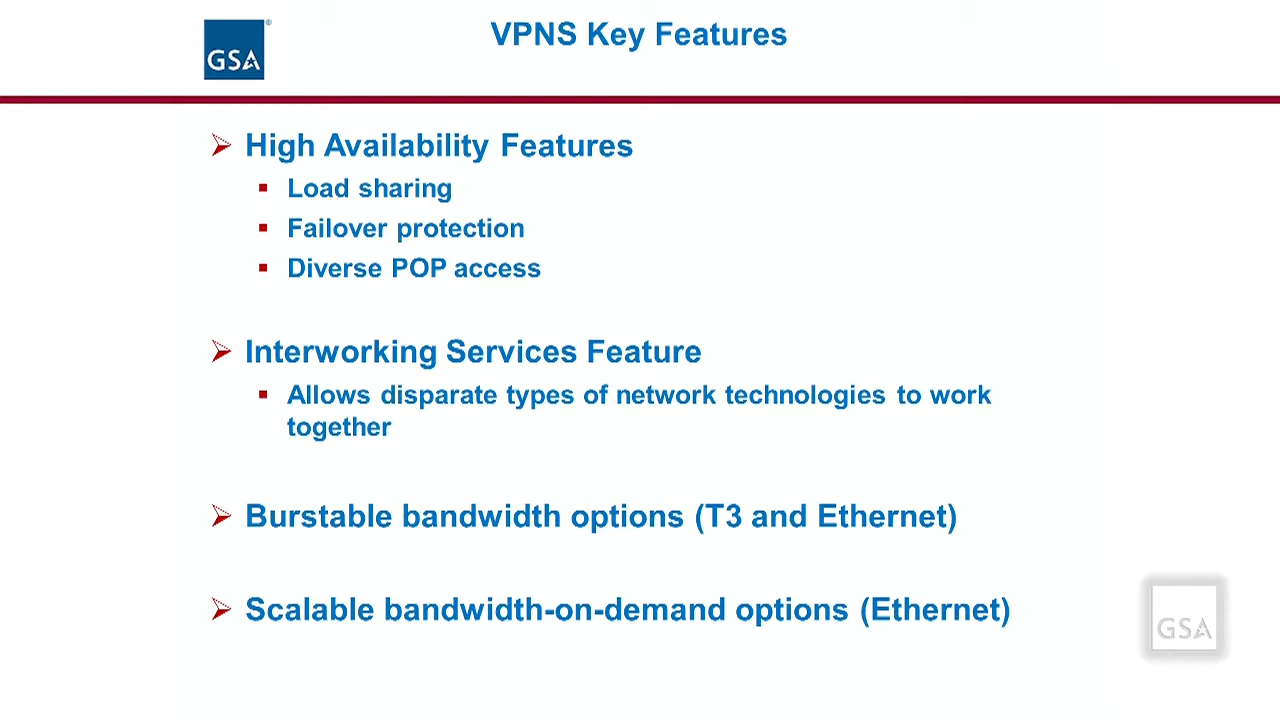 VPNS Key Features
GSA
High Availability Features
Load sharing
Failover protection
Diverse POP access
Interworking Services Feature
Allows disparate types of network technologies to work
together
Burstable bandwidth options (T3 and Ethernet)
Scalable bandwidth-on-demand options (Ethernet)
GSA